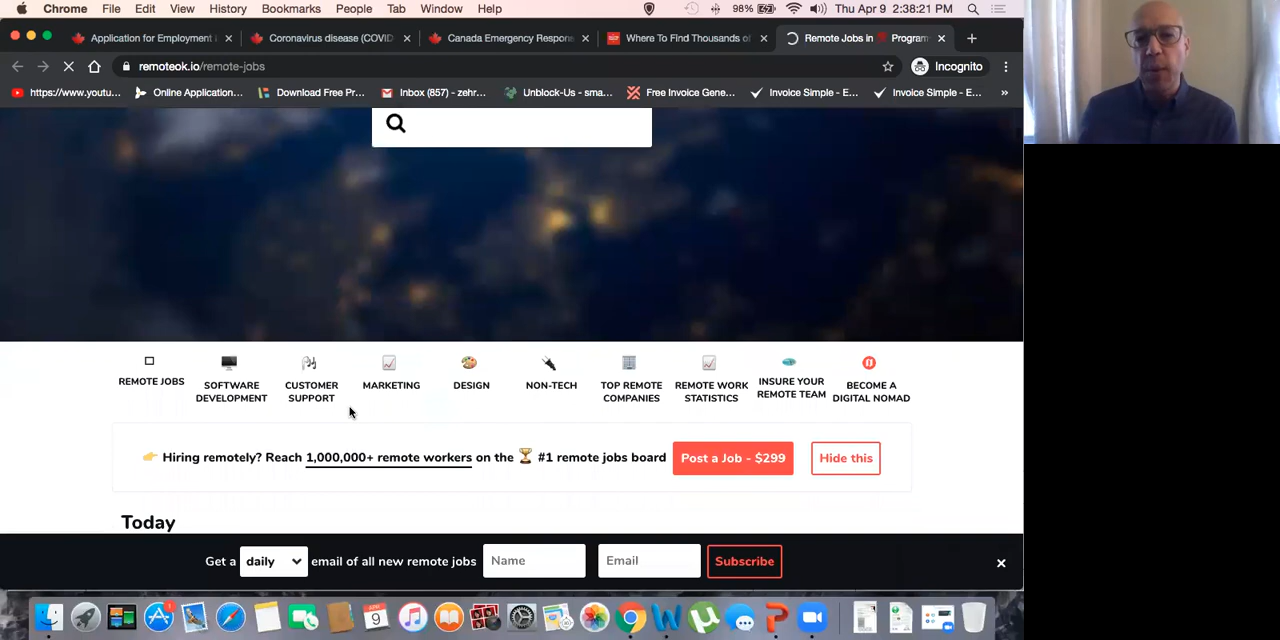 Chrome File Edit View History Bookmarks People Tab Window Help 98% Thu Apr 9 2:38:21 PM
Application for Employment I Coronavirus disease (COVID Canada Emergency Respon Where To Find Thousands of Remote Jobs in Program
remoteok.io/remote-jobs Incognito
https://www.youtu... Online Application... Download Free Pr... Inbox (857) - zehr... Unblock-Us - sma... Free Invoice Gene... Invoice Simple - E... Invoice Simple - E... »
REMOTE JOBS
SOFTWARE DEVELOPMENT
CUSTOMER SUPPORT
MARKETING
DESIGN
NON-TECH
TOP REMOTE COMPANIES
REMOTE WORK STATISTICS
INSURE YOUR REMOTE TEAM
BECOME A DIGITAL NOMAD
Hiring remotely? Reach 1,000,000+ remote workers on the #1 remote jobs board Post a Job - $299 Hide this
Today
Get a daily email of all new remote jobs Name Email Subscribe ×
APR
9